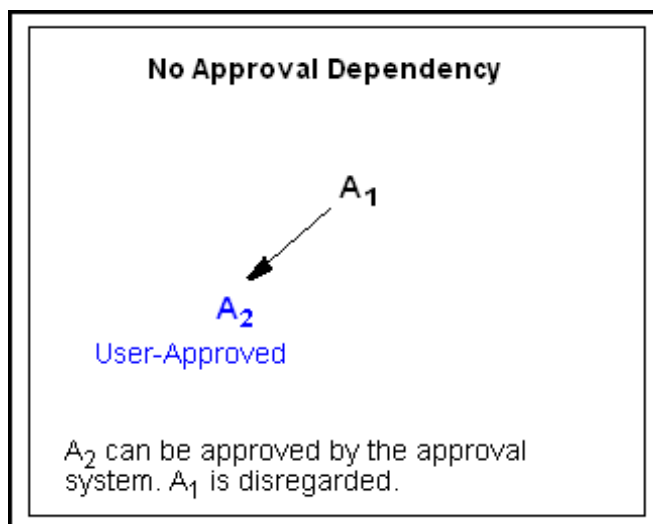 No Approval Dependency
A1
A2
User-Approved
A2 can be approved by the approval
system. A1 is disregarded.